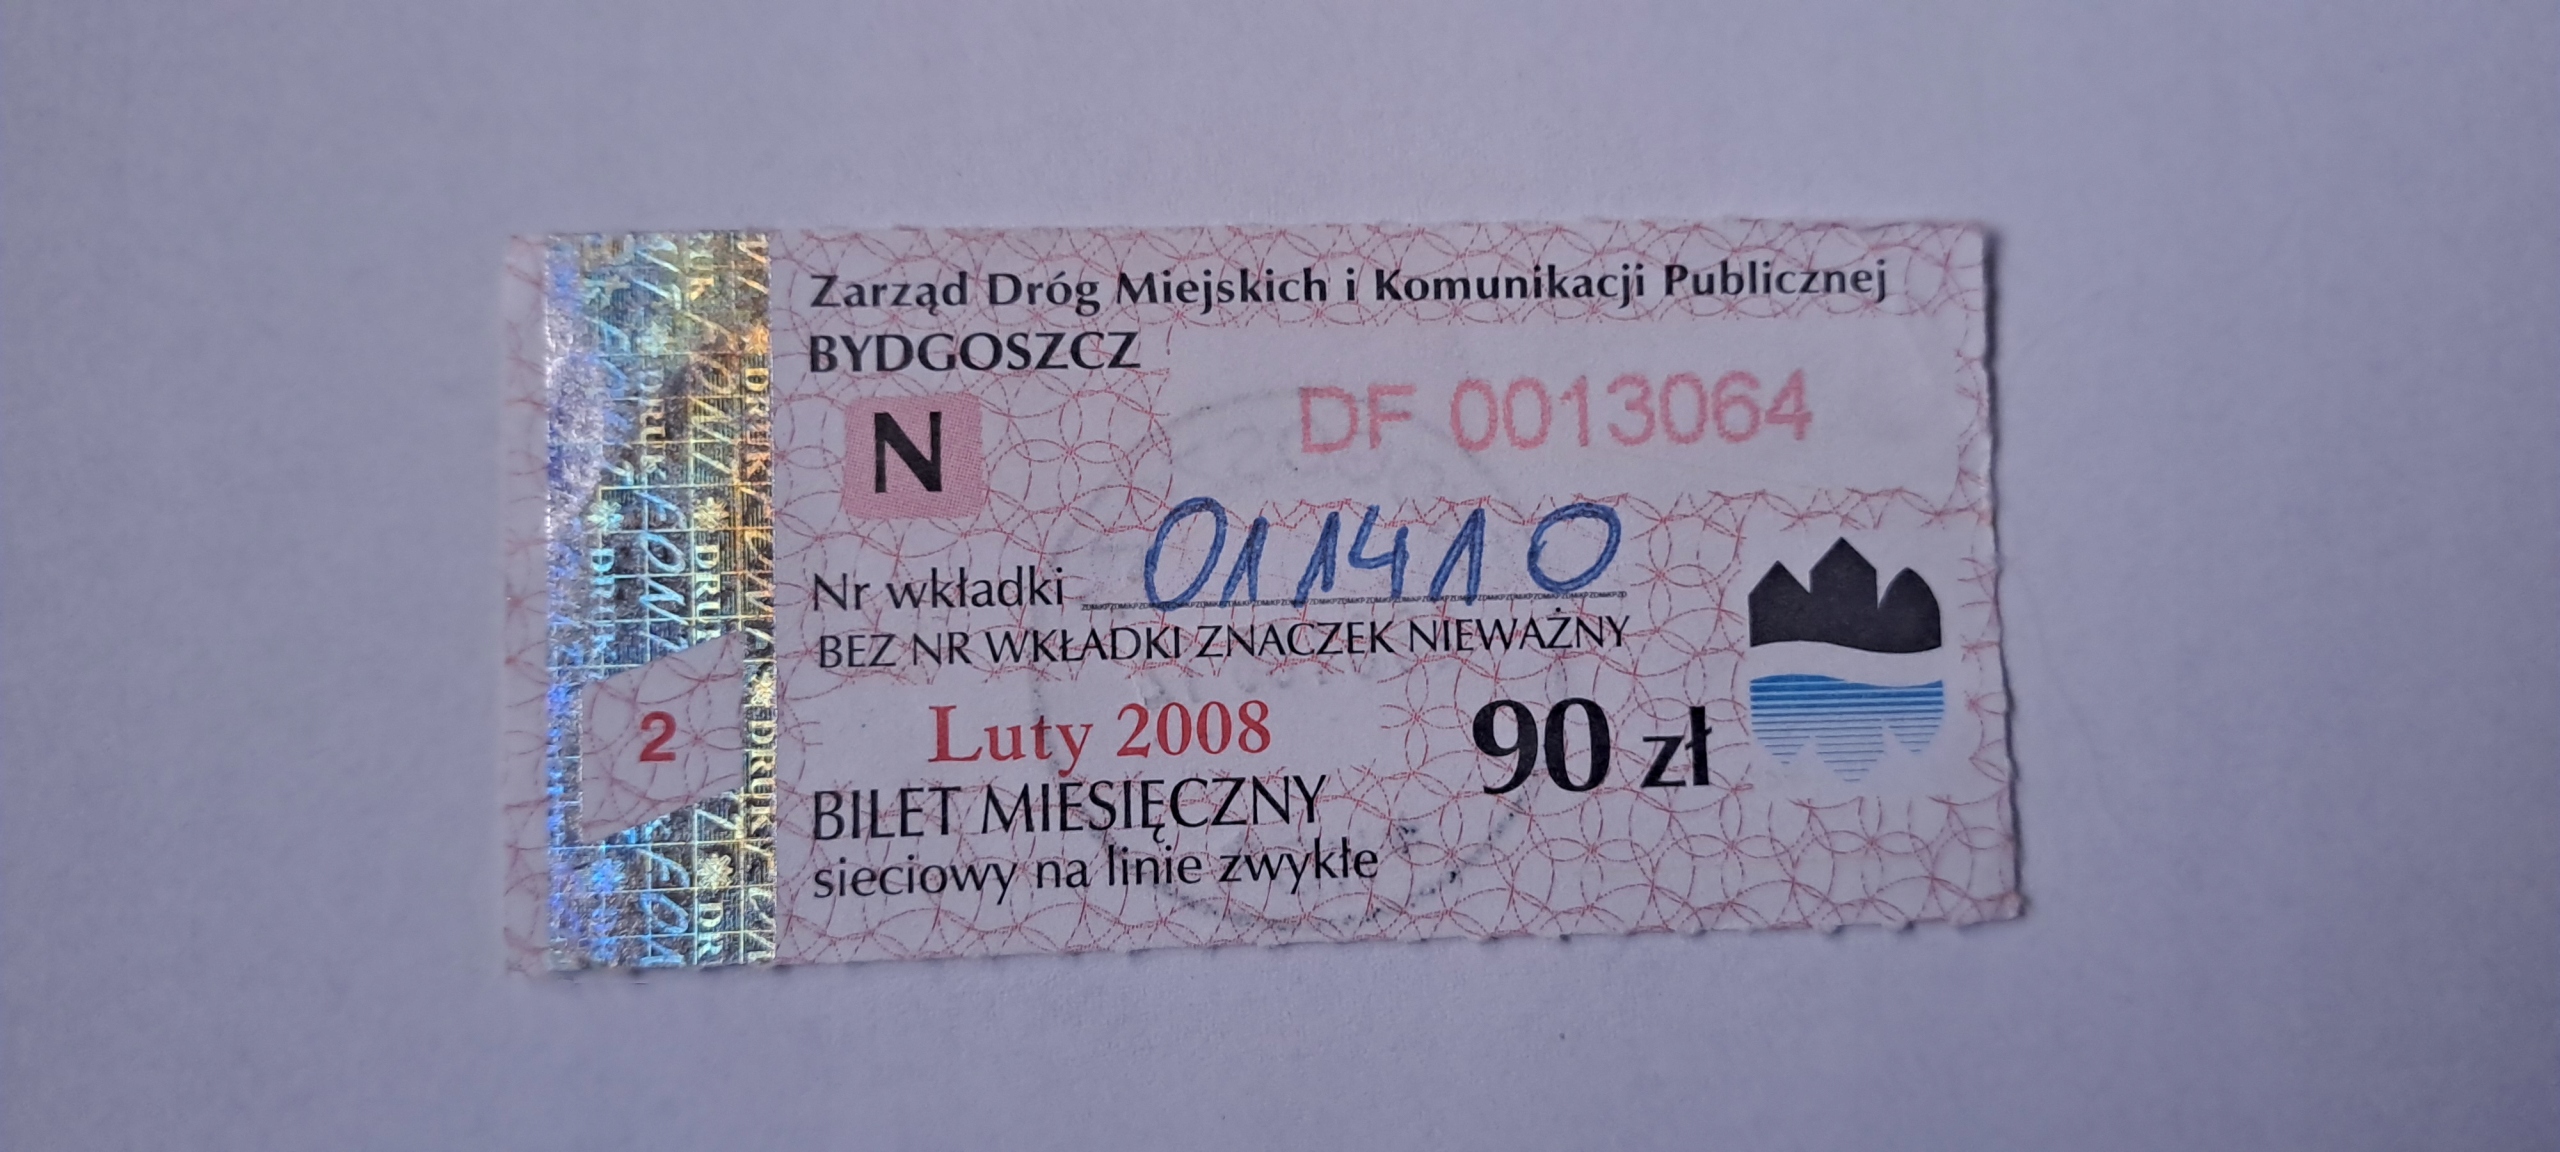 Zarząd Dróg Miejskich i Komunikacji Publicznej
BYDGOSZCZ
DF 0013064
N
Nr wkładki 011410
BEZ NR WKŁADKI ZNACZEK NIEWAŻNY
2
Luty 2008
90 zł
BILET MIESIĘCZNY
sieciowy na linie zwykłe